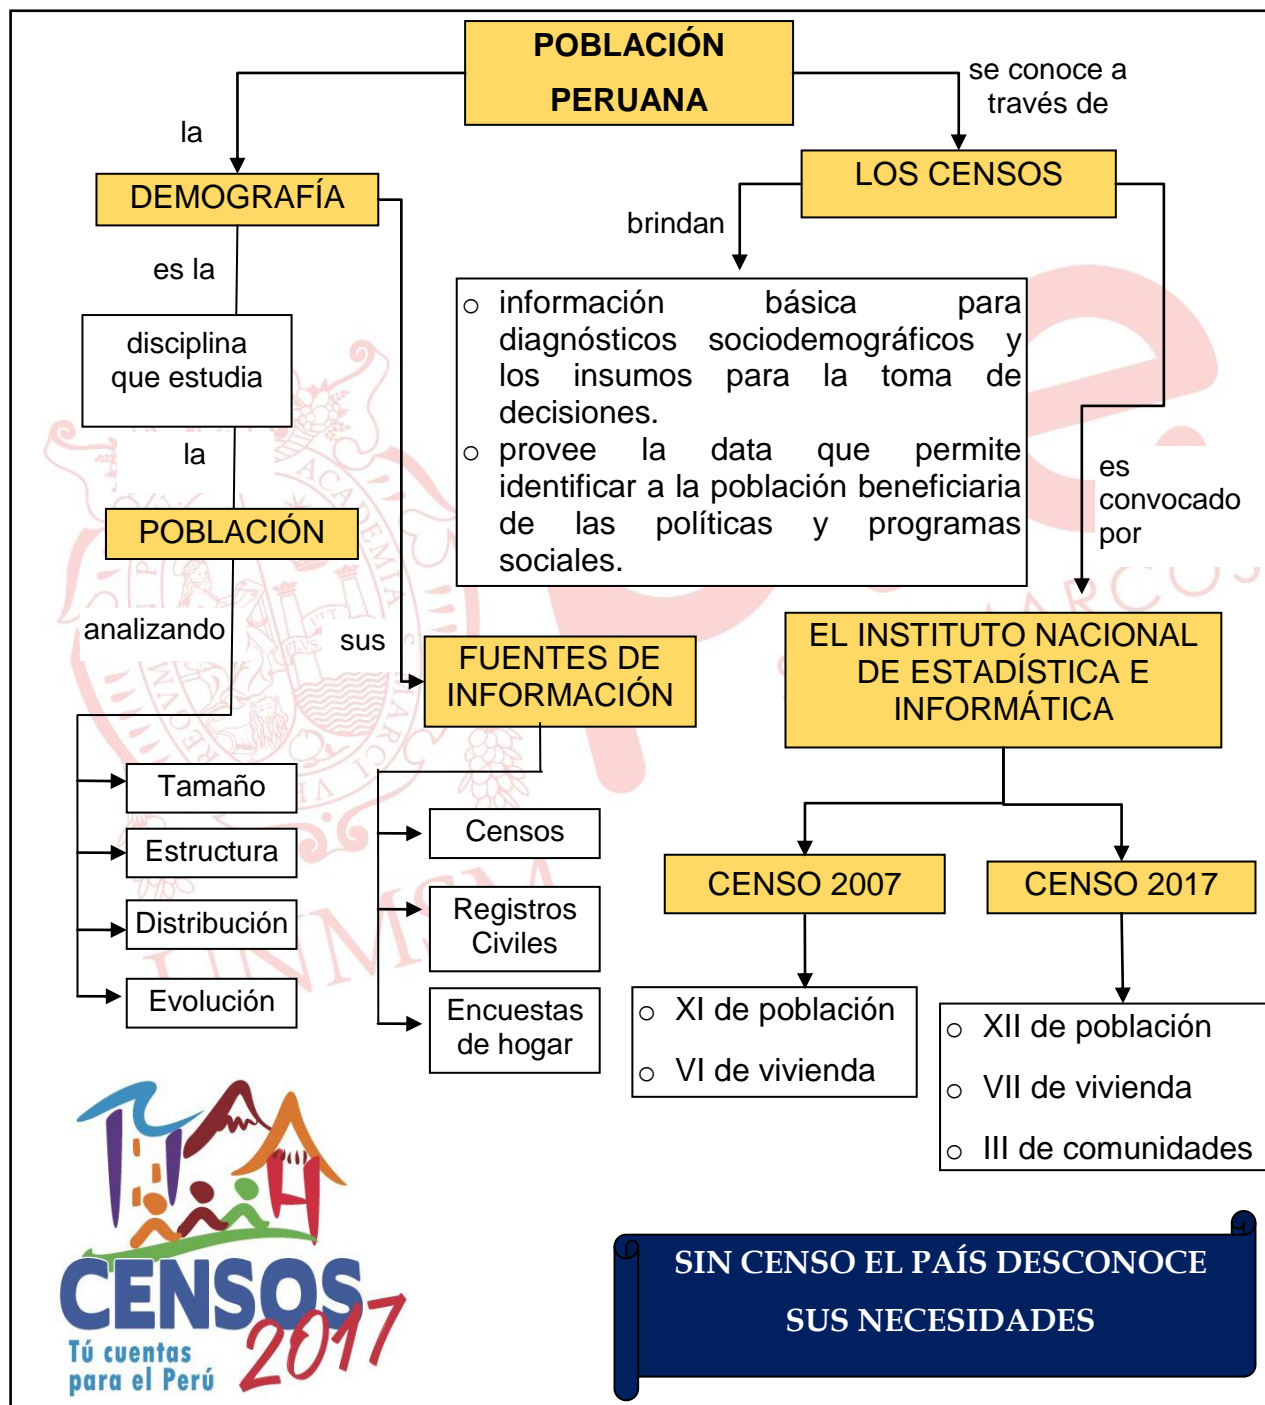 POBLACIÓN
PERUANA
se conoce a
través de
la
DEMOGRAFÍA
LOS CENSOS
brindan
es la
disciplina
que estudia
la
POBLACIÓN
o información básica para
diagnósticos sociodemográficos y
los insumos para la toma de
decisiones.
o provee la data que permite
identificar a la población beneficiaria
de las políticas y programas
sociales.
es
convocado
por
analizando
sus
FUENTES DE
INFORMACIÓN
EL INSTITUTO NACIONAL
DE ESTADÍSTICA E
INFORMÁTICA
Tamaño
Estructura
Distribución
Evolución
Censos
Registros
Civiles
Encuestas
de hogar
CENSO 2007
CENSO 2017
o XI de población
o VI de vivienda
o XII de población
o VII de vivienda
o III de comunidades
CENSOS
2017
Tú cuentas
para el Perú
SIN CENSO EL PAÍS DESCONOCE
SUS NECESIDADES
UNMSM
ACADEMIA
MARCOS